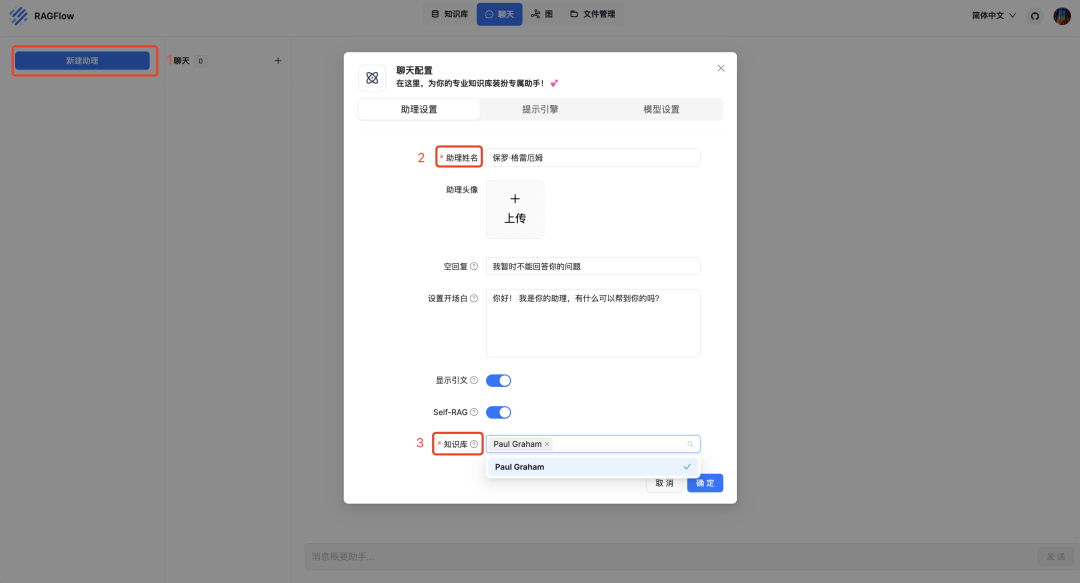 RAGFlow
知识库
聊天
图
文件管理
简体中文
新建助理
1
聊天 0
聊天配置
在这里，为你的专业知识库装扮专属助手！ 💕
助理设置
提示引擎
模型设置
2 * 助理姓名 保罗·格雷厄姆
助理头像
+
上传
空回复 我暂时不能回答你的问题
设置开场白 你好！ 我是你的助理，有什么可以帮到你的吗?
显示引文
Self-RAG
3 * 知识库 Paul Graham ×
Paul Graham
取 消
确 定
消息概要助手...
发 送